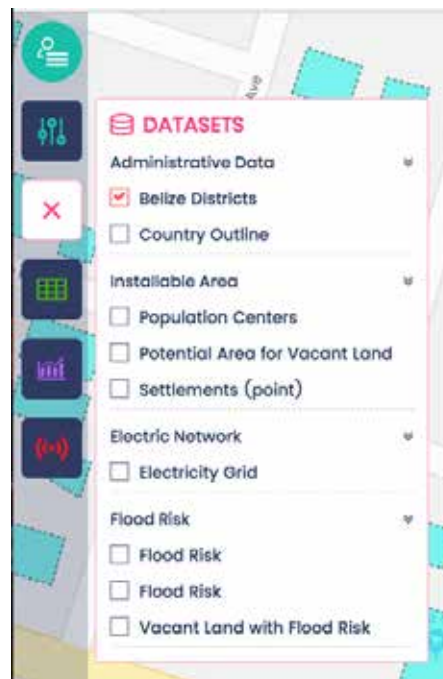 Ave
DATASETS
Administrative Data
Belize Districts
Country Outline
Installable Area
Population Centers
Potential Area for Vacant Land
Settlements (point)
Electric Network
Electricity Grid
Flood Risk
Flood Risk
Flood Risk
Vacant Land with Flood Risk